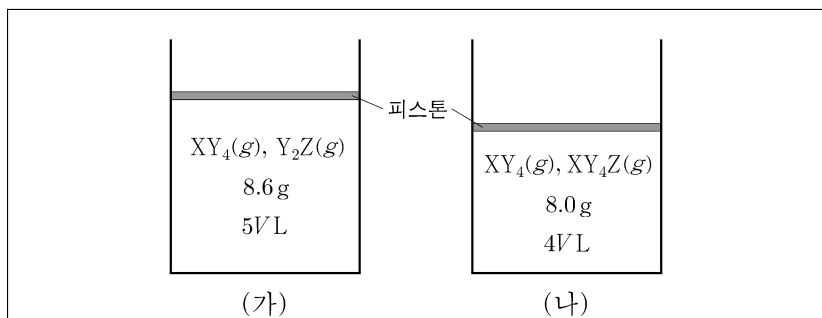 피스톤
XY₄(g), Y₂Z(g)
8.6 g
5V L
XY₄(g), XY₄Z(g)
8.0 g
4V L
(가)
(나)